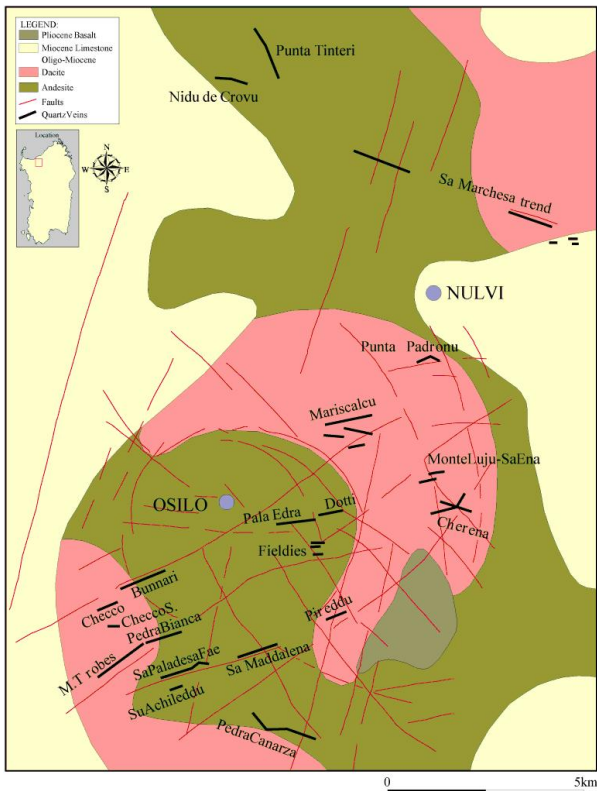 LEGEND:
Pliocene Basalt
Miocene Limestone
Oligo-Miocene
Dacite
Andesite
Faults
QuartzVeins
Location
N
W
E
S
Punta Tinteri
Nidu de Crovu
Sa Marchesa trend
NULVI
Punta Padronu
Mariscalcu
MonteLuju-SaEna
OSILO
Dotti
Pala Edra
Cherena
Fieldies
Bunnari
Checco
CheccoS.
Pireddu
PedraBianca
M.T robes
SaPaladesaFae
Sa Maddalena
SuAchileddu
PedraCanarza
0
5km